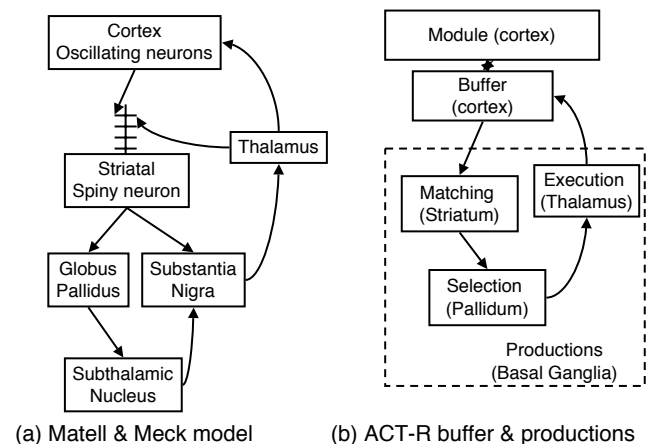 Cortex
Oscillating neurons
Thalamus
Striatal
Spiny neuron
Globus
Pallidus
Substantia
Nigra
Subthalamic
Nucleus
(a) Matell & Meck model
Module (cortex)
Buffer
(cortex)
Matching
(Striatum)
Execution
(Thalamus)
Selection
(Pallidum)
Productions
(Basal Ganglia)
(b) ACT-R buffer & productions